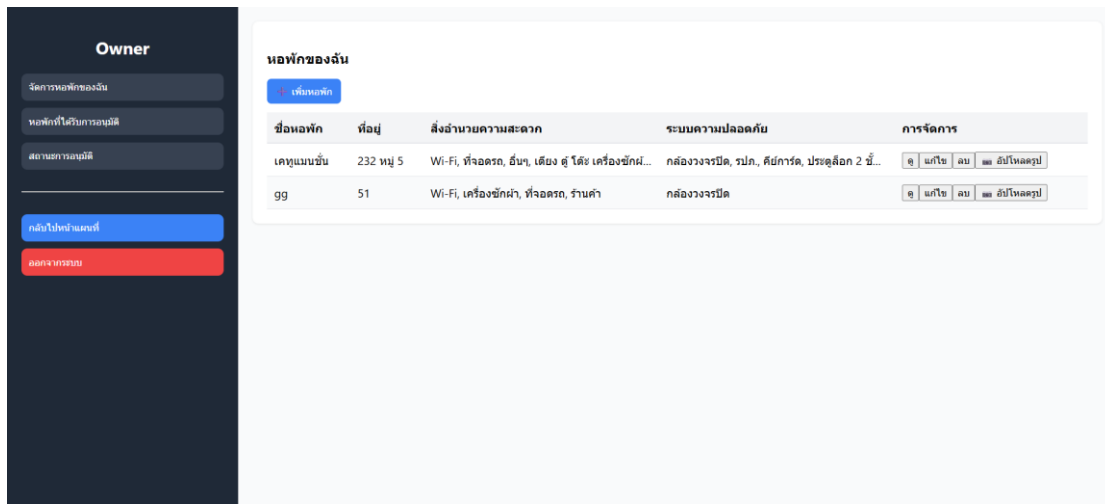 Owner
จัดการหอพักของฉัน
หอพักที่ได้รับการอนุมัติ
สถานะการอนุมัติ
กลับไปหน้าแผนที่
ออกจากระบบ
หอพักของฉัน
เพิ่มหอพัก
ชื่อหอพัก ที่อยู่ สิ่งอำนวยความสะดวก ระบบความปลอดภัย การจัดการ
เคทูแมนชั่น 232 หมู่ 5 Wi-Fi, ที่จอดรถ, อื่นๆ, เตียง ตู้ โต๊ะ เครื่องซักผ้... กล้องวงจรปิด, รปภ., คีย์การ์ด, ประตูล็อก 2 ชั้... ดู แก้ไข ลบ อัปโหลดรูป
gg 51 Wi-Fi, เครื่องซักผ้า, ที่จอดรถ, ร้านค้า กล้องวงจรปิด ดู แก้ไข ลบ อัปโหลดรูป